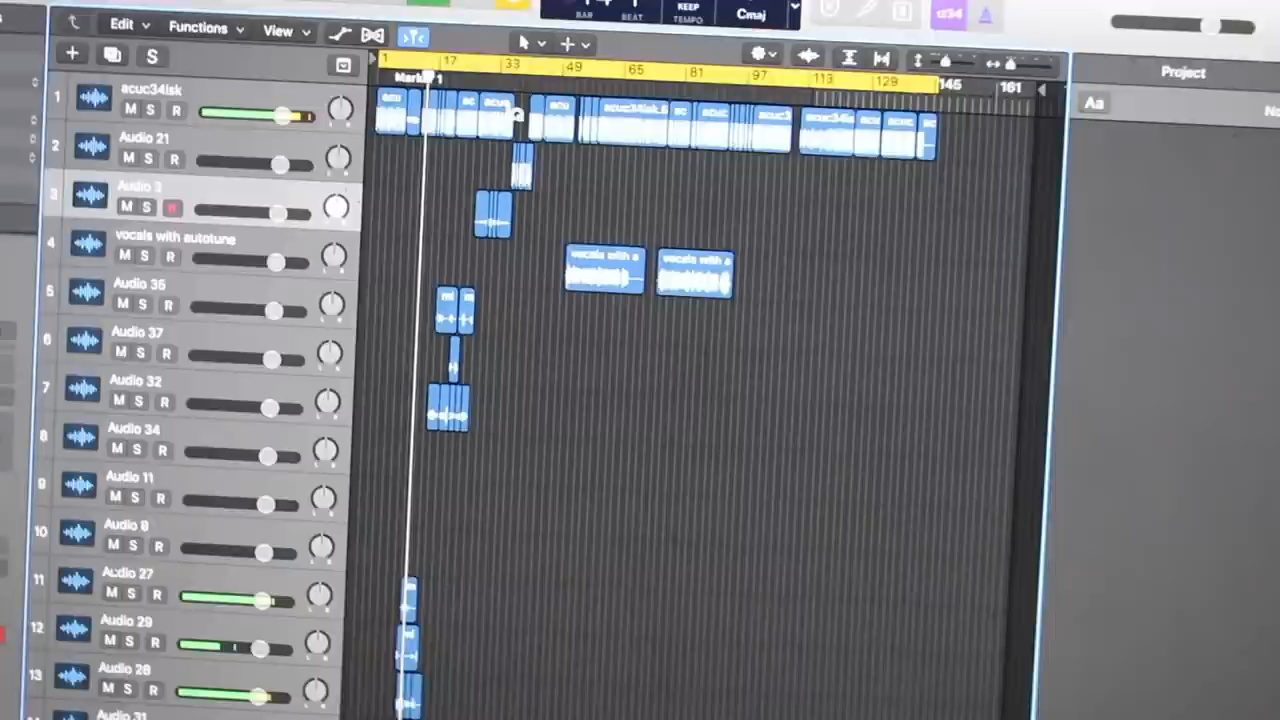 KEEP
BAR BEAT TEMPO Cmaj
1234
Edit Functions View
S
1 17 33 49 65 81 97 113 129 145 161
Project
Aa
1 acuc34lsk
M S R
2 Audio 21
M S R
3 Audio 3
M S R
4 vocals with autotune
M S R
vocals with a vocals with a
5 Audio 35
M S R
6 Audio 37
M S R
7 Audio 32
M S R
8 Audio 34
M S R
9 Audio 11
M S R
10 Audio 8
M S R
11 Audio 27
M S R
12 Audio 29
M S R
13 Audio 28
M S R
Audio 31